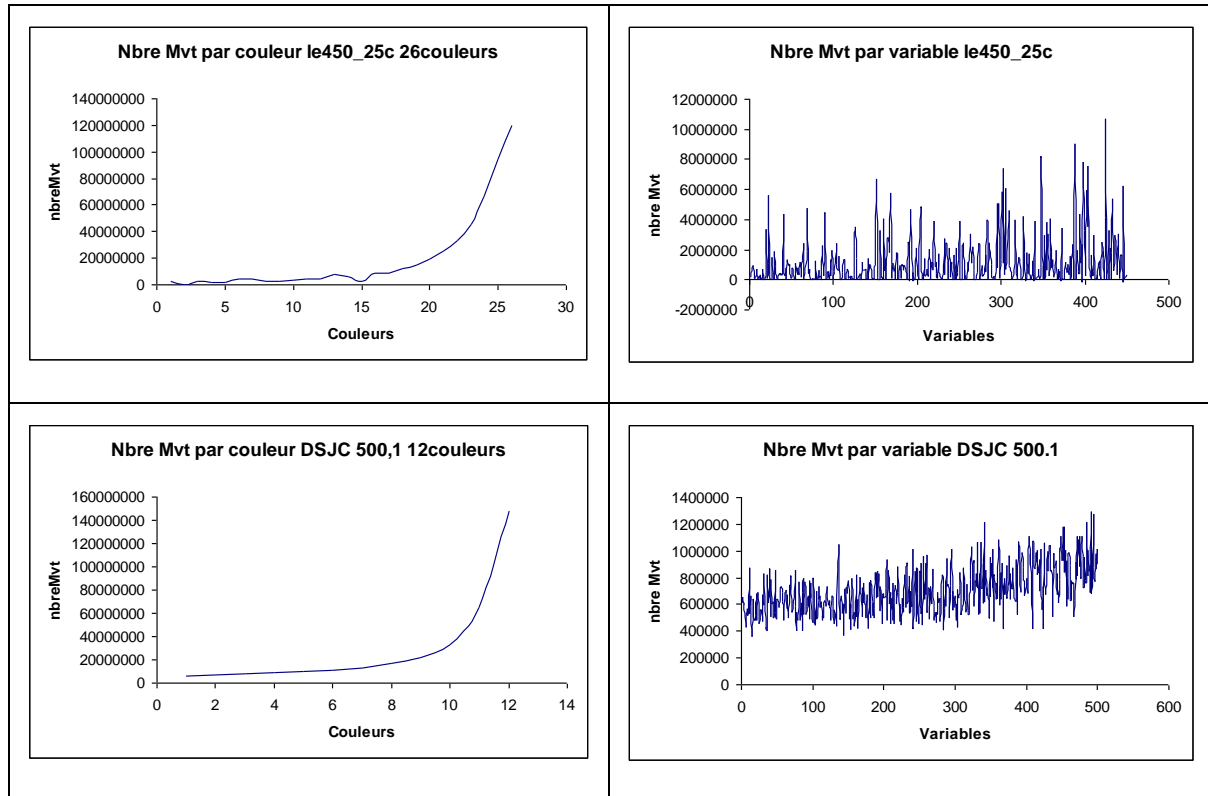 Nbre Mvt par couleur le450_25c 26couleurs
140000000
120000000
100000000
80000000
60000000
40000000
20000000
0
nbreMvt
0 5 10 15 20 25 30
Couleurs
Nbre Mvt par variable le450_25c
12000000
10000000
8000000
6000000
4000000
2000000
0
-2000000
nbre Mvt
0 100 200 300 400 500
Variables
Nbre Mvt par couleur DSJC 500,1 12couleurs
160000000
140000000
120000000
100000000
80000000
60000000
40000000
20000000
0
nbreMvt
0 2 4 6 8 10 12 14
Couleurs
Nbre Mvt par variable DSJC 500.1
1400000
1200000
1000000
800000
600000
400000
200000
0
nbre Mvt
0 100 200 300 400 500 600
Variables